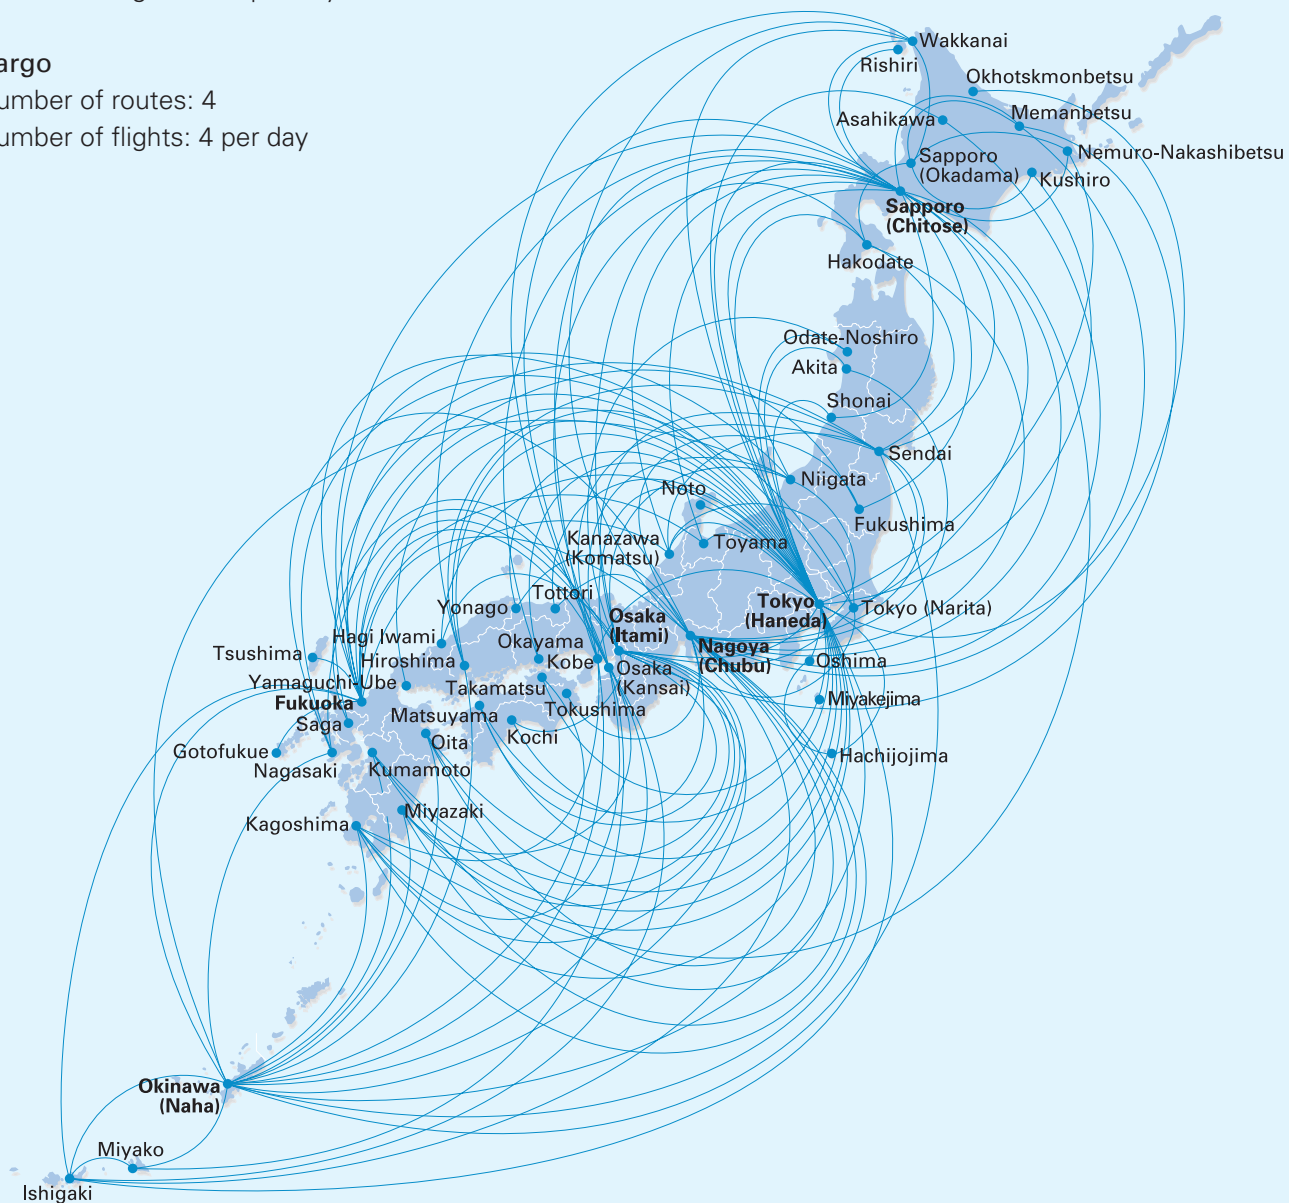 argo
umber of routes: 4
umber of flights: 4 per day
Wakkanai
Rishiri
Okhotskmonbetsu
Asahikawa
Memanbetsu
Sapporo
(Okadama)
Nemuro-Nakashibetsu
Kushiro
Sapporo
(Chitose)
Hakodate
Odate-Noshiro
Akita
Shonai
Sendai
Niigata
Noto
Fukushima
Kanazawa
(Komatsu)
Toyama
Tottori
Yonago
Tokyo
(Haneda)
Tokyo (Narita)
Osaka
(Itami)
Hagi Iwami
Okayama
Nagoya
(Chubu)
Tsushima
Hiroshima
Kobe
Osaka
(Kansai)
Oshima
Yamaguchi-Ube
Takamatsu
Fukuoka
Miyakejima
Saga
Matsuyama
Tokushima
Gotofukue
Oita
Kochi
Nagasaki
Kumamoto
Hachijojima
Miyazaki
Kagoshima
Okinawa
(Naha)
Miyako
Ishigaki